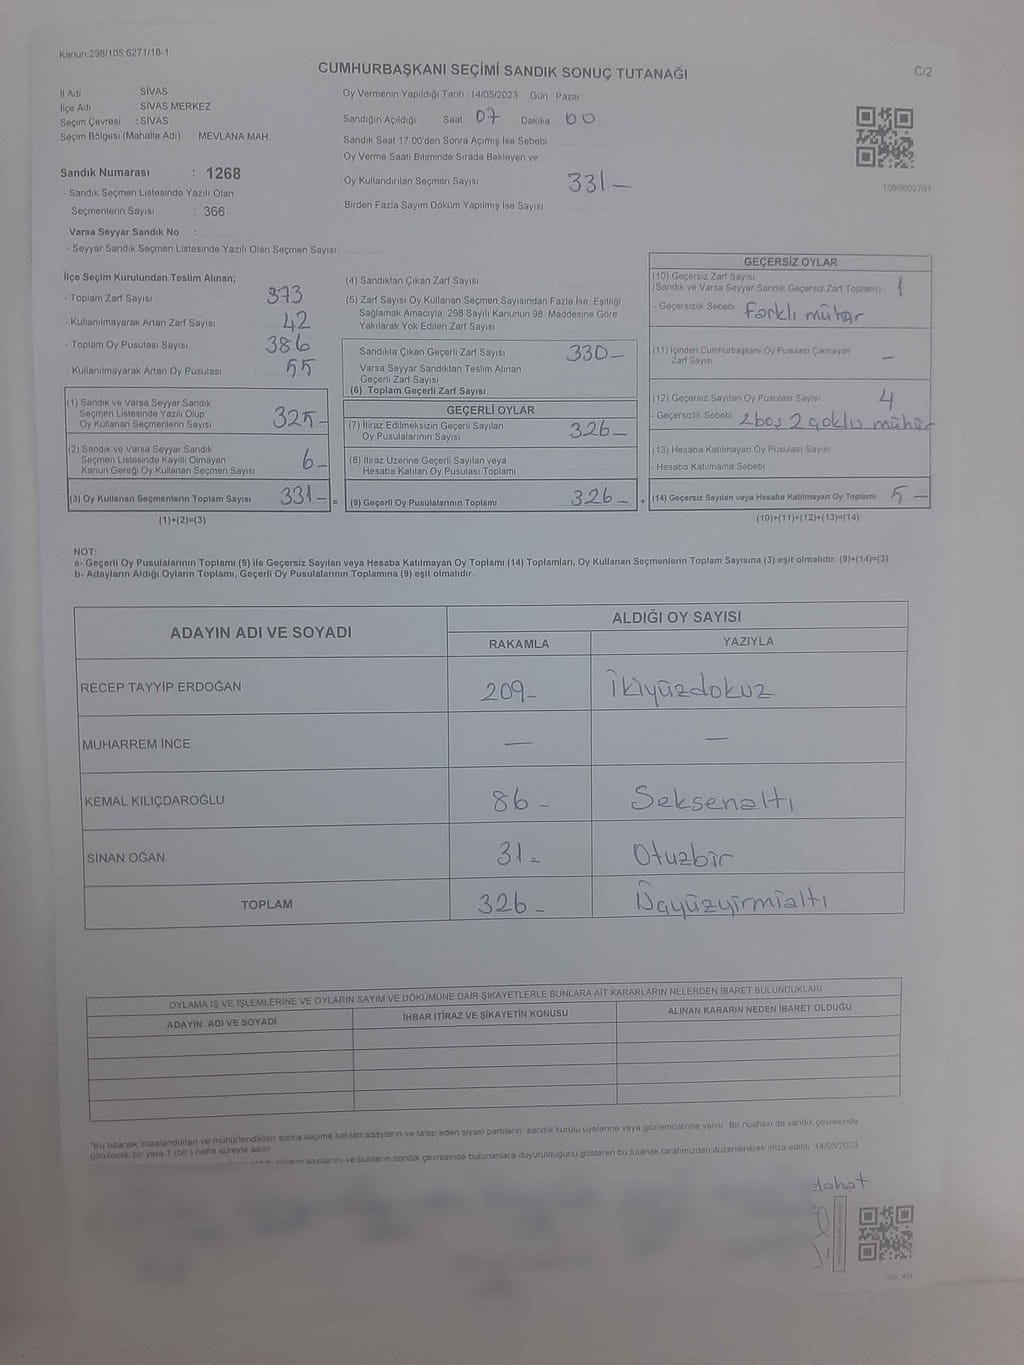 Kanun:298/105,6271/18-1
CUMHURBAŞKANI SEÇİMİ SANDIK SONUÇ TUTANAĞI
C/2
İl Adı SİVAS
İlçe Adı : SİVAS MERKEZ
Seçim Çevresi : SİVAS
Seçim Bölgesi (Mahalle Adı) : MEVLANA MAH.
Sandık Numarası : 1268
- Sandık Seçmen Listesinde Yazılı Olan
Seçmenlerin Sayısı : 366
Varsa Seyyar Sandık No :
- Seyyar Sandık Seçmen Listesinde Yazılı Olan Seçmen Sayısı
Oy Vermenin Yapıldığı Tarih :14/05/2023 Gün : Pazar
Sandığın Açıldığı Saat 07 Dakika 00
Sandık Saat 17:00'den Sonra Açımış İse Sebebi
Oy Verme Saati Bitiminde Sırada Bekleyen ve
Oy Kullandırılan Seçmen Sayısı 331-
Birden Fazla Sayım Döküm Yapılmış İse Sayısı
İlçe Seçim Kurulundan Teslim Alınan;
- Toplam Zarf Sayısı 373
- Kullanılmayarak Artan Zarf Sayısı 42
- Toplam Oy Pusulası Sayısı 386
- Kullanılmayarak Artan Oy Pusulası 55
(1) Sandık ve Varsa Seyyar Sandık
Seçmen Listesinde Yazılı Olup
Oy Kullanan Seçmenlerin Sayısı 325-
(2) Sandık ve Varsa Seyyar Sandık
Seçmen Listesinde Kayıtlı Olmayan
Kanun Gereği Oy Kullanan Seçmen Sayısı 6-
(3) Oy Kullanan Seçmenlerin Toplam Sayısı 331- =
(1)+(2)=(3)
(4) Sandıktan Çıkan Zarf Sayısı
(5) Zarf Sayısı Oy Kullanan Seçmen Sayısından Fazla İse, Eşitliği
Sağlamak Amacıyla, 298 Sayılı Kanunun 98. Maddesine Göre
Yakılarak Yok Edilen Zarf Sayısı
Sandıkta Çıkan Geçerli Zarf Sayısı 330-
Varsa Seyyar Sandıktan Teslim Alınan
Geçerli Zarf Sayısı
(6) Toplam Geçerli Zarf Sayısı
GEÇERLİ OYLAR
(7) İtiraz Edilmeksizin Geçerli Sayılan
Oy Pusulalarının Sayısı 326-
(8) İtiraz Üzerine Geçerli Sayılan veya
Hesaba Katılan Oy Pusulası Toplamı
(9) Geçerli Oy Pusulalarının Toplamı 326- +
GEÇERSİZ OYLAR
(10) Geçersiz Zarf Sayısı
(Sandık ve Varsa Seyyar Sandık Geçersiz Zarf Toplamı) 1
- Geçersizlik Sebebi Farklı mühür
(11) İçinden Cumhurbaşkanı Oy Pusulası Çıkmayan
Zarf Sayısı -
(12) Geçersiz Sayılan Oy Pusulası Sayısı 4
- Geçersizlik Sebebi 2 boş 2 çoklu mühür
(13) Hesaba Katılmayan Oy Pusulası Sayısı
- Hesaba Katılmama Sebebi
(14) Geçersiz Sayılan veya Hesaba Katılmayan Oy Toplamı 5-
(10)+(11)+(12)+(13)=(14)
NOT:
a- Geçerli Oy Pusulalarının Toplamı (9) ile Geçersiz Sayılan veya Hesaba Katılmayan Oy Toplamı (14) Toplamları, Oy Kullanan Seçmenlerin Toplam Sayısına (3) eşit olmalıdır. (9)+(14)=(3)
b- Adayların Aldığı Oyların Toplamı, Geçerli Oy Pusulalarının Toplamına (9) eşit olmalıdır.
ADAYIN ADI VE SOYADI ALDIĞI OY SAYISI
RAKAMLA YAZIYLA
RECEP TAYYİP ERDOĞAN 209- İkiyüzdokuz
MUHARREM İNCE - -
KEMAL KILIÇDAROĞLU 86- Seksenaltı
SİNAN OĞAN 31- Otuzbir
TOPLAM 326- Üçyüzyirmialtı
OYLAMA İŞ VE İŞLEMLERİNE VE OYLARIN SAYIM VE DÖKÜMÜNE DAİR ŞİKAYETLERLE BUNLARA AİT KARARLARIN NELERDEN İBARET BULUNDUKLARI
ADAYIN ADI VE SOYADI İHBAR İTİRAZ VE ŞİKAYETİN KONUSU ALINAN KARARIN NEDEN İBARET OLDUĞU
*Bu tutanak imzalandıktan ve mühürlendikten sonra seçime katılan adayların ve talep eden siyasi partilerin sandık kurulu üyelerine veya gözlemcilerine verilir. Bir nüshası da sandık çevresinde
görülecek bir yere 1 (bir) hafta süreyle asılır.
sayılarını ve bunların sandık çevresinde bulunanlara duyurulduğunu gösteren bu tutanak tarafımızdan düzenlenerek imza edildi. 14/05/2023